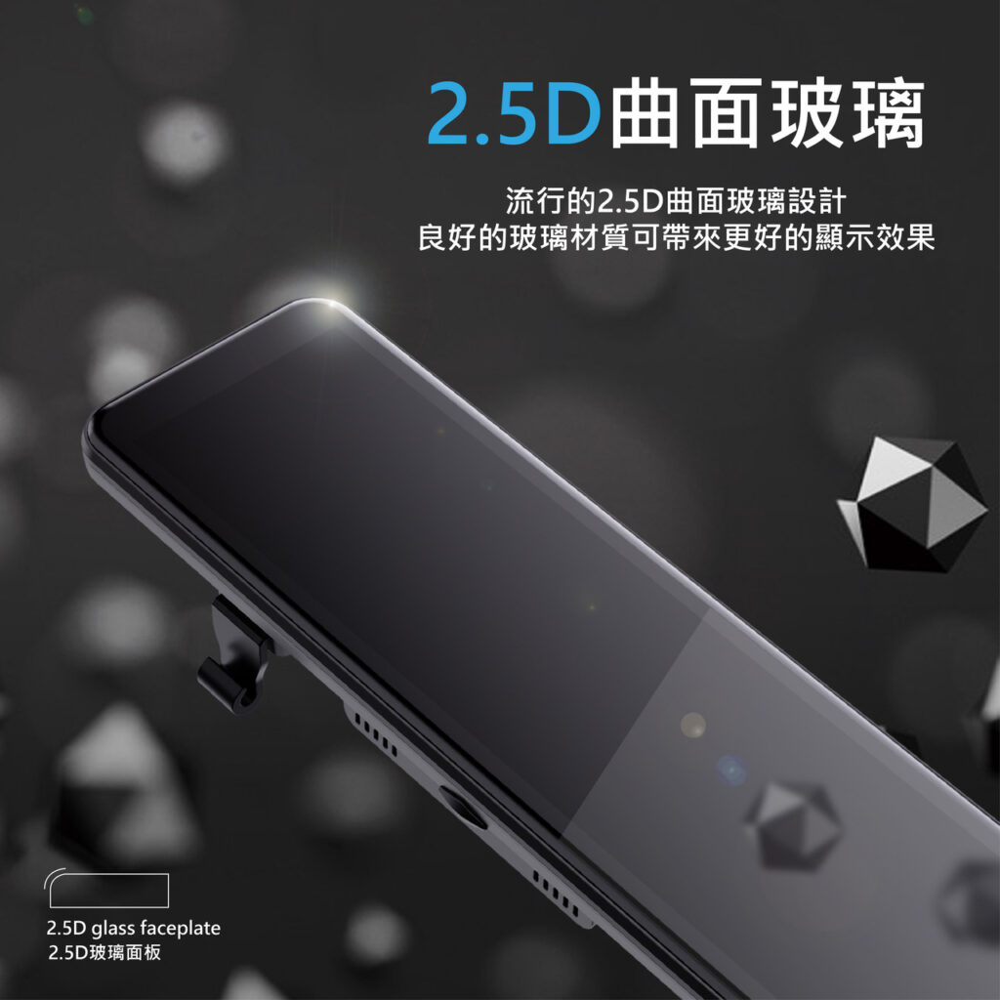 2.5D曲面玻璃
流行的2.5D曲面玻璃設計
良好的玻璃材質可帶來更好的顯示效果
2.5D glass faceplate
2.5D玻璃面板